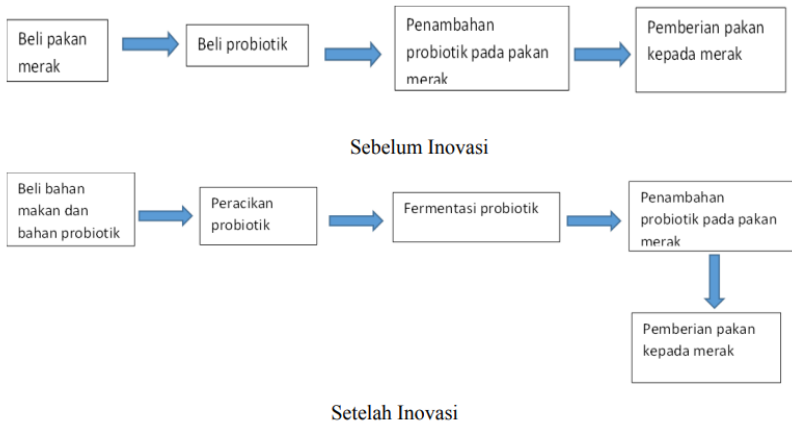 Beli pakan
merak
Beli probiotik
Penambahan
probiotik pada pakan
merak
Pemberian pakan
kepada merak
Sebelum Inovasi
Beli bahan
makan dan
bahan probiotik
Peracikan
probiotik
Fermentasi probiotik
Penambahan
probiotik pada pakan
merak
Pemberian pakan
kepada merak
Setelah Inovasi